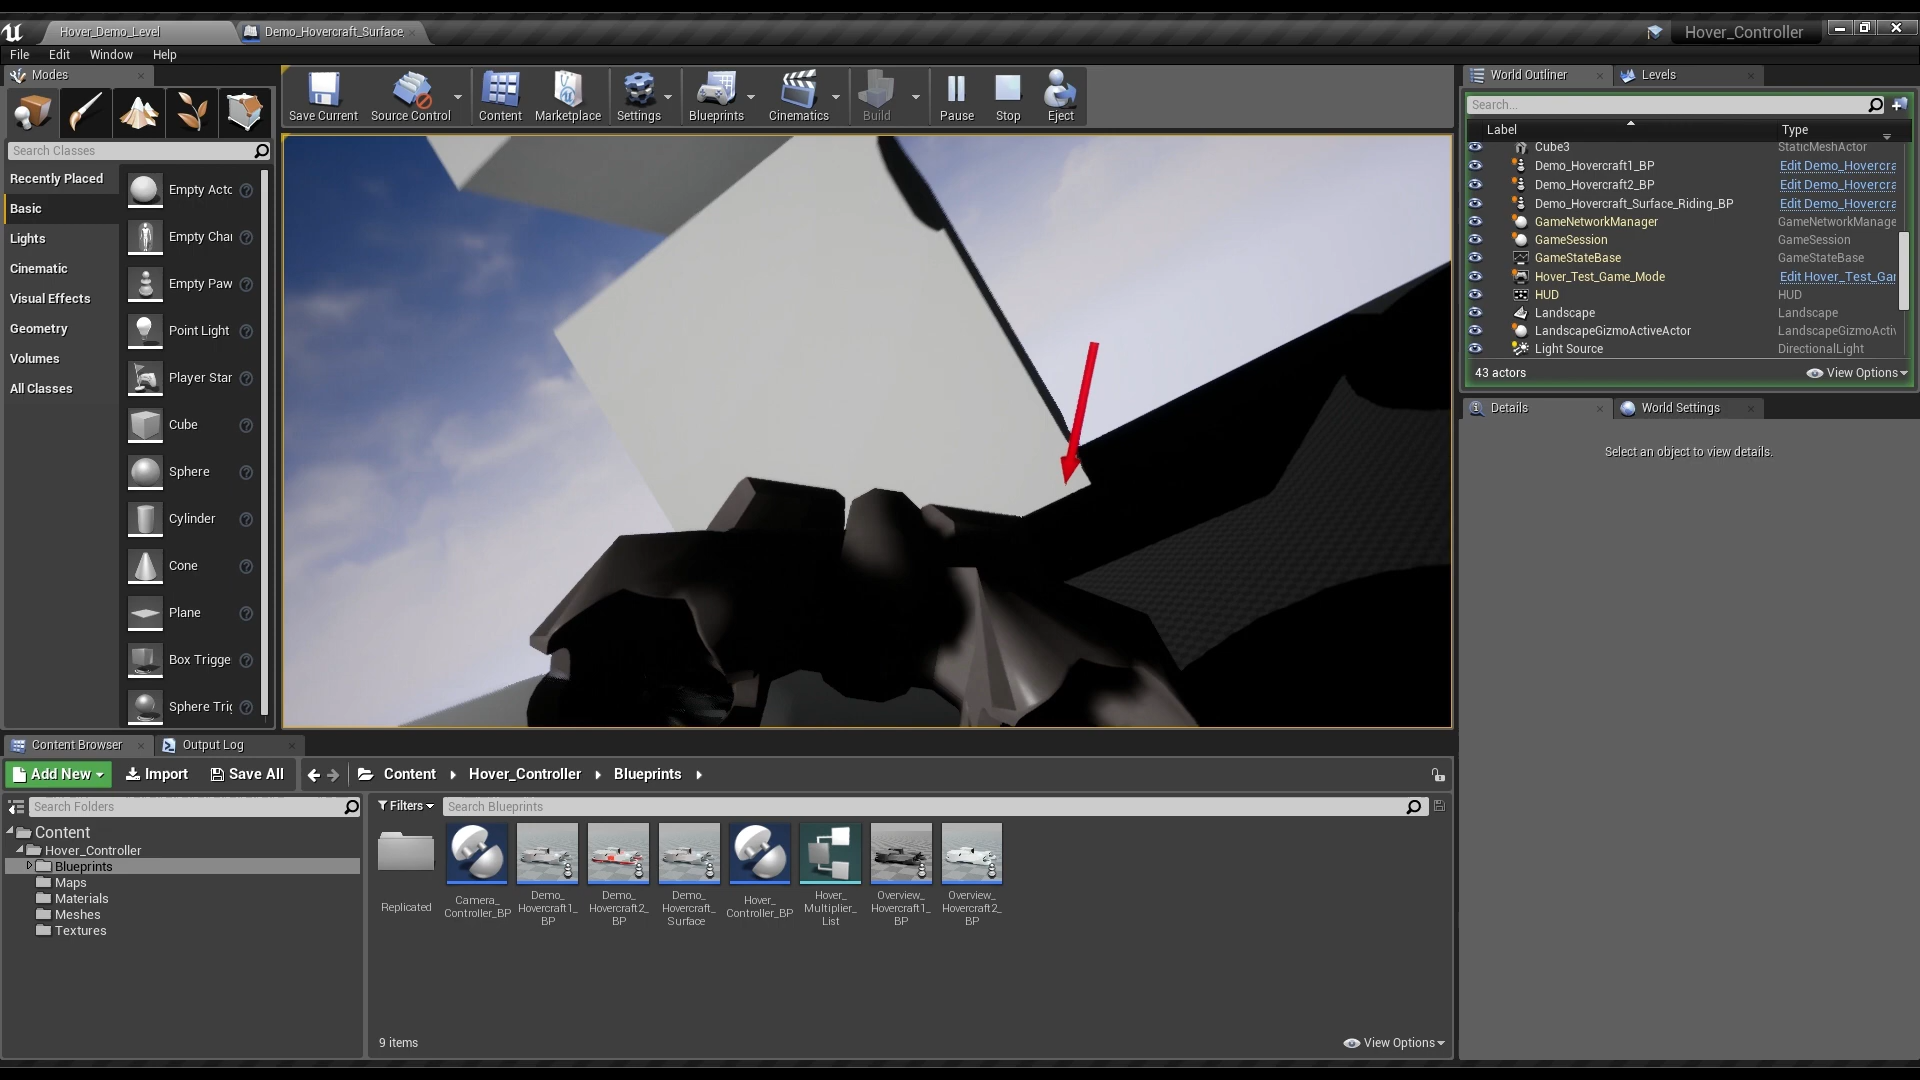 Hover_Demo_Level
Demo_Hovercraft_Surface
Hover_Controller
File Edit Window Help
Modes
Search Classes
Recently Placed
Basic
Lights
Cinematic
Visual Effects
Geometry
Volumes
All Classes
Empty Actc
Empty Cha
Empty Paw
Point Light
Player Star
Cube
Sphere
Cylinder
Cone
Plane
Box Trigge
Sphere Trig
Save Current
Source Control
Content
Marketplace
Settings
Blueprints
Cinematics
Build
Pause
Stop
Eject
World Outliner
Levels
Search...
Label Type
Cube3 StaticMeshActor
Demo_Hovercraft1_BP Edit Demo_Hovercra
Demo_Hovercraft2_BP Edit Demo_Hovercra
Demo_Hovercraft_Surface_Riding_BP Edit Demo_Hovercra
GameNetworkManager GameNetworkManage
GameSession GameSession
GameStateBase GameStateBase
Hover_Test_Game_Mode Edit Hover_Test_Gar
HUD HUD
Landscape Landscape
LandscapeGizmoActiveActor LandscapeGizmoActiv
Light Source DirectionalLight
43 actors
View Options
Details
World Settings
Select an object to view details.
Content Browser
Output Log
Add New
Import
Save All
Content
Hover_Controller
Blueprints
Search Folders
Content
Hover_Controller
Blueprints
Maps
Materials
Meshes
Textures
Filters
Search Blueprints
Replicated
Camera_
Controller_BP
Demo_
Hovercraft1_
BP
Demo_
Hovercraft2_
BP
Demo_
Hovercraft_
Surface
Hover_
Controller_BP
Hover_
Multiplier_
List
Overview_
Hovercraft1_
BP
Overview_
Hovercraft2_
BP
9 items
View Options